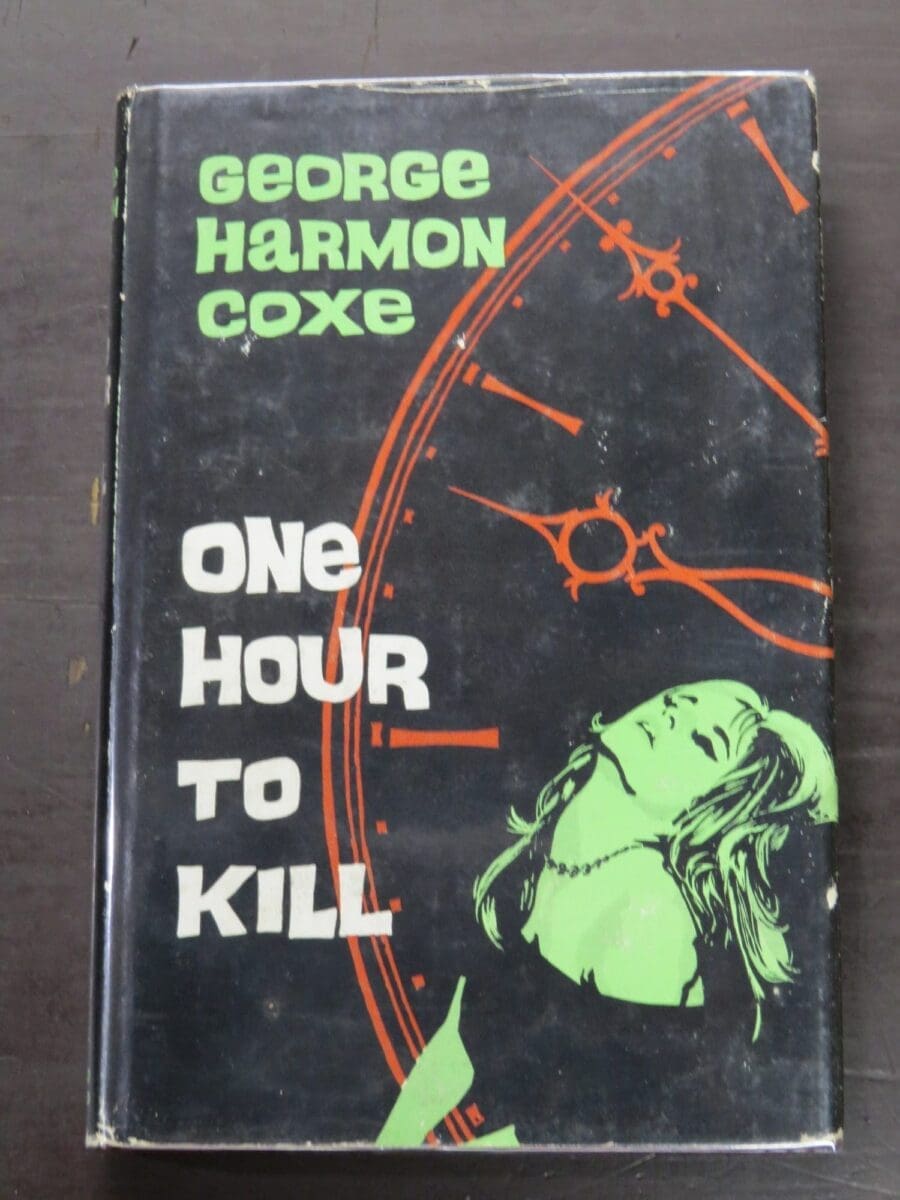 GeORGe
HaRMON
COXe
ONe
HOUR
TO
KILL